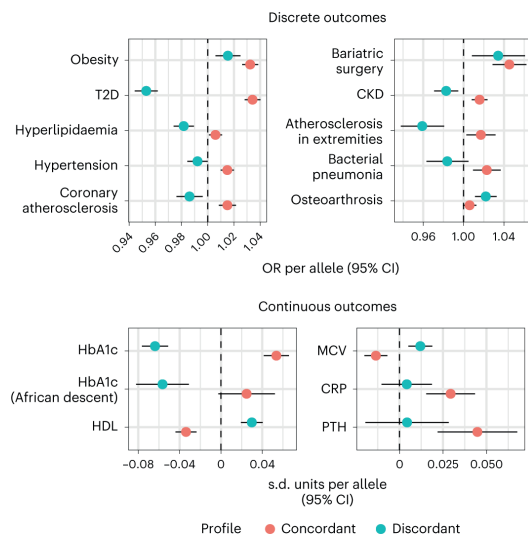 Discrete outcomes
Obesity
T2D
Hyperlipidaemia
Hypertension
Coronary
atherosclerosis
0.94
0.96
0.98
1.00
1.02
1.04
Bariatric
surgery
CKD
Atherosclerosis
in extremities
Bacterial
pneumonia
Osteoarthrosis
0.96
1.00
1.04
OR per allele (95% CI)
Continuous outcomes
HbA1c
HbA1c
(African descent)
HDL
−0.08
−0.04
0
0.04
MCV
CRP
PTH
0
0.025
0.050
s.d. units per allele
(95% CI)
Profile Concordant Discordant